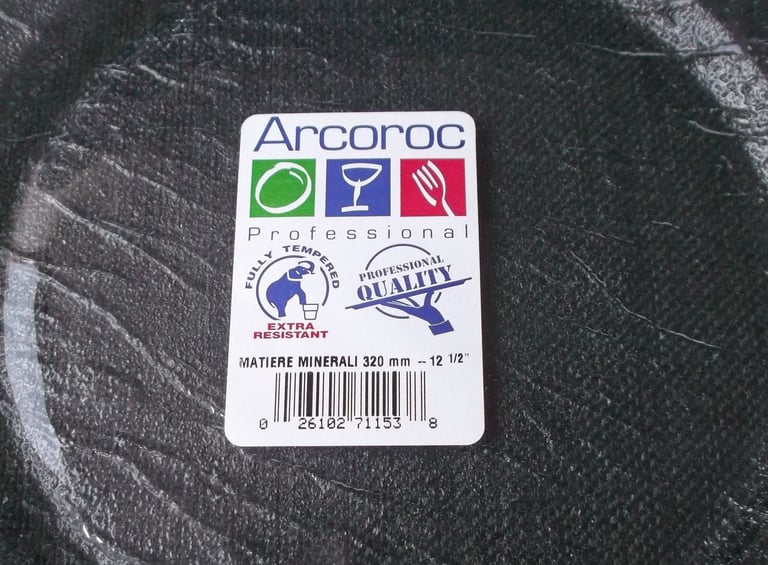 Arcoroc
Professional
FULLY TEMPERED
EXTRA
RESISTANT
PROFESSIONAL
QUALITY
MATIERE MINERALI 320 mm -- 12 1/2"
0 26102 71153 8